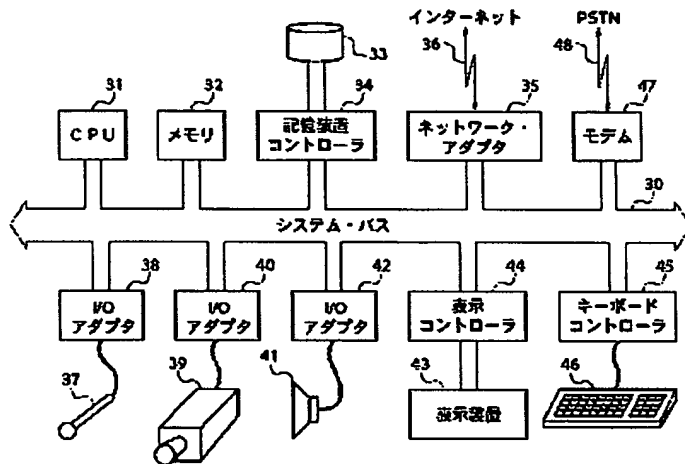 インターネット
PSTN
36
48
33
31
32
34
35
47
CPU
メモリ
記憶装置
コントローラ
ネットワーク・
アダプタ
モデム
30
システム・バス
38
40
42
44
45
I/O
アダプタ
I/O
アダプタ
I/O
アダプタ
表示
コントローラ
キーボード
コントローラ
37
39
41
43
46
表示装置